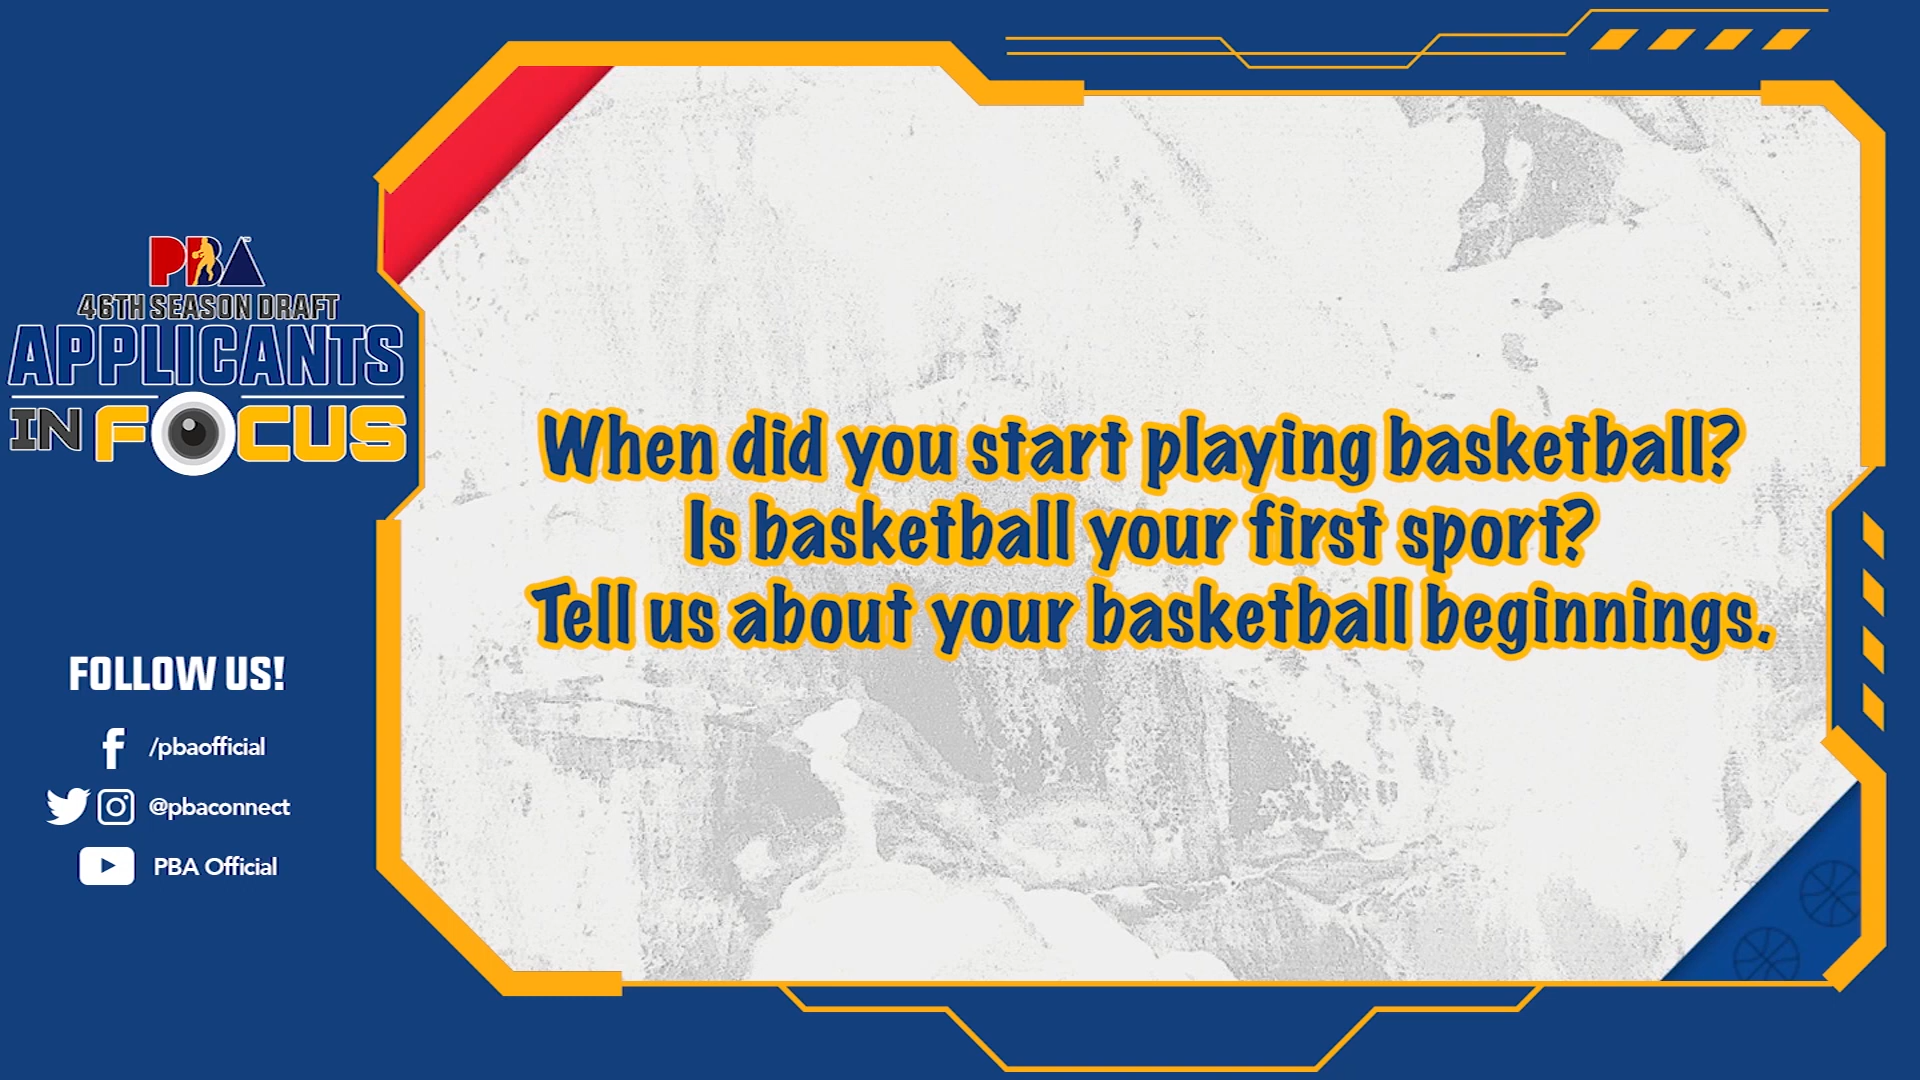 PBA
46TH SEASON DRAFT
APPLICANTS
IN FOCUS
When did you start playing basketball?
Is basketball your first sport?
Tell us about your basketball beginnings.
FOLLOW US!
/pbaofficial
@pbaconnect
PBA Official